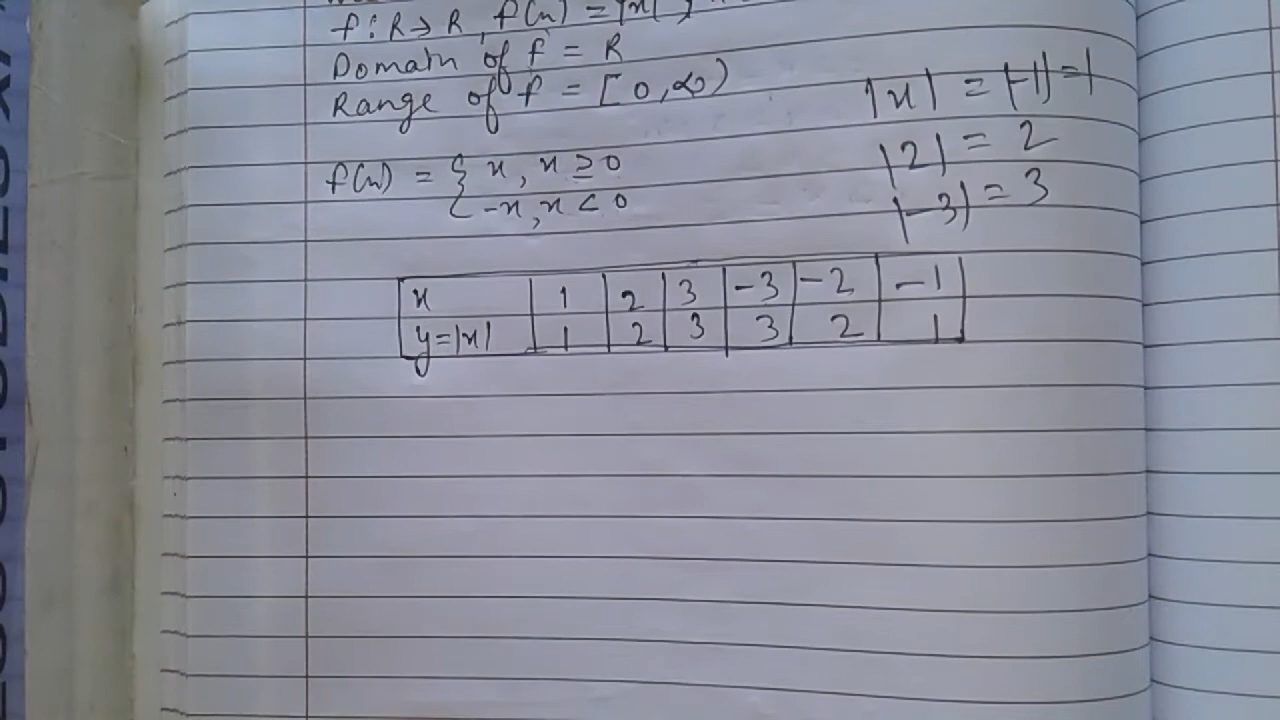 f : R → R, f(x) = |x|,
Domain of f = R
Range of f = [0, ∞)
|x| = |-1| = 1
|2| = 2
|-3| = 3
f(x) = { x, x ≥ 0
-x, x < 0
x 1 2 3 -3 -2 -1
y=|x| 1 2 3 3 2 1